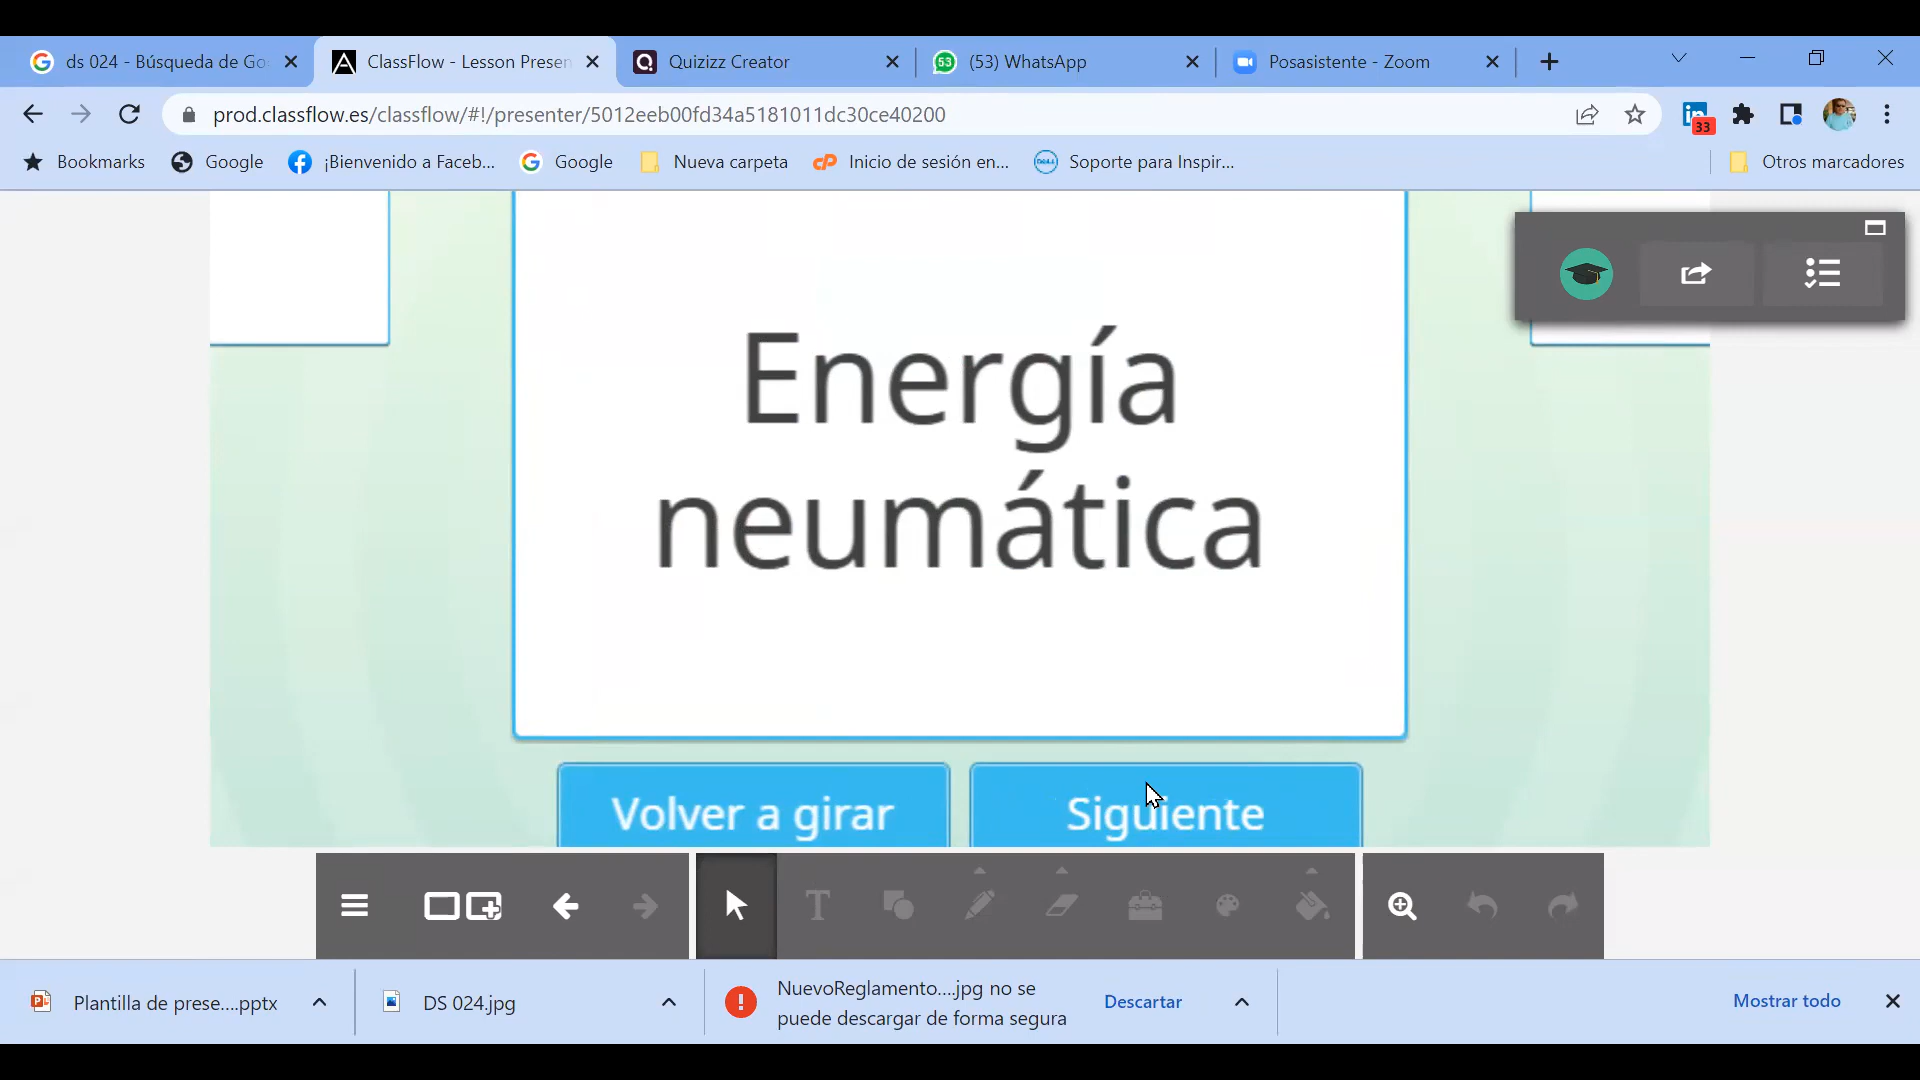 ds 024 - Búsqueda de Go
ClassFlow - Lesson Presen
Quizizz Creator
53
(53) WhatsApp
Posasistente - Zoom
prod.classflow.es/classflow/#!/presenter/5012eeb00fd34a5181011dc30ce40200
33
Bookmarks
Google
¡Bienvenido a Faceb...
Google
Nueva carpeta
Inicio de sesión en...
Soporte para Inspir...
Otros marcadores
Energía
neumática
Volver a girar
Siguiente
Plantilla de prese....pptx
DS 024.jpg
NuevoReglamento....jpg no se
puede descargar de forma segura
Descartar
Mostrar todo